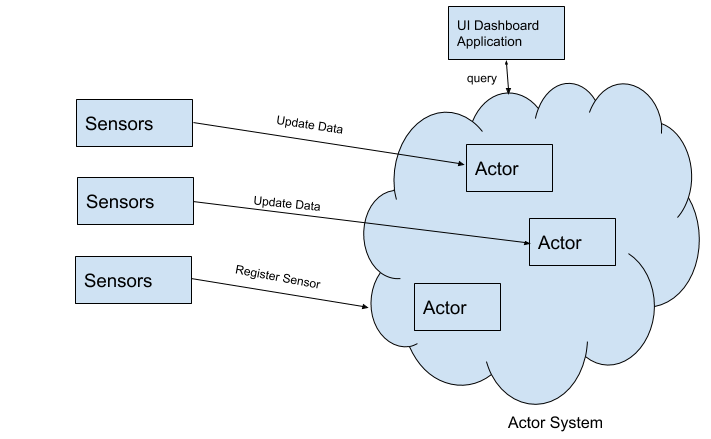 UI Dashboard
Application
query
Sensors
Update Data
Actor
Sensors
Update Data
Actor
Sensors
Register Sensor
Actor
Actor System